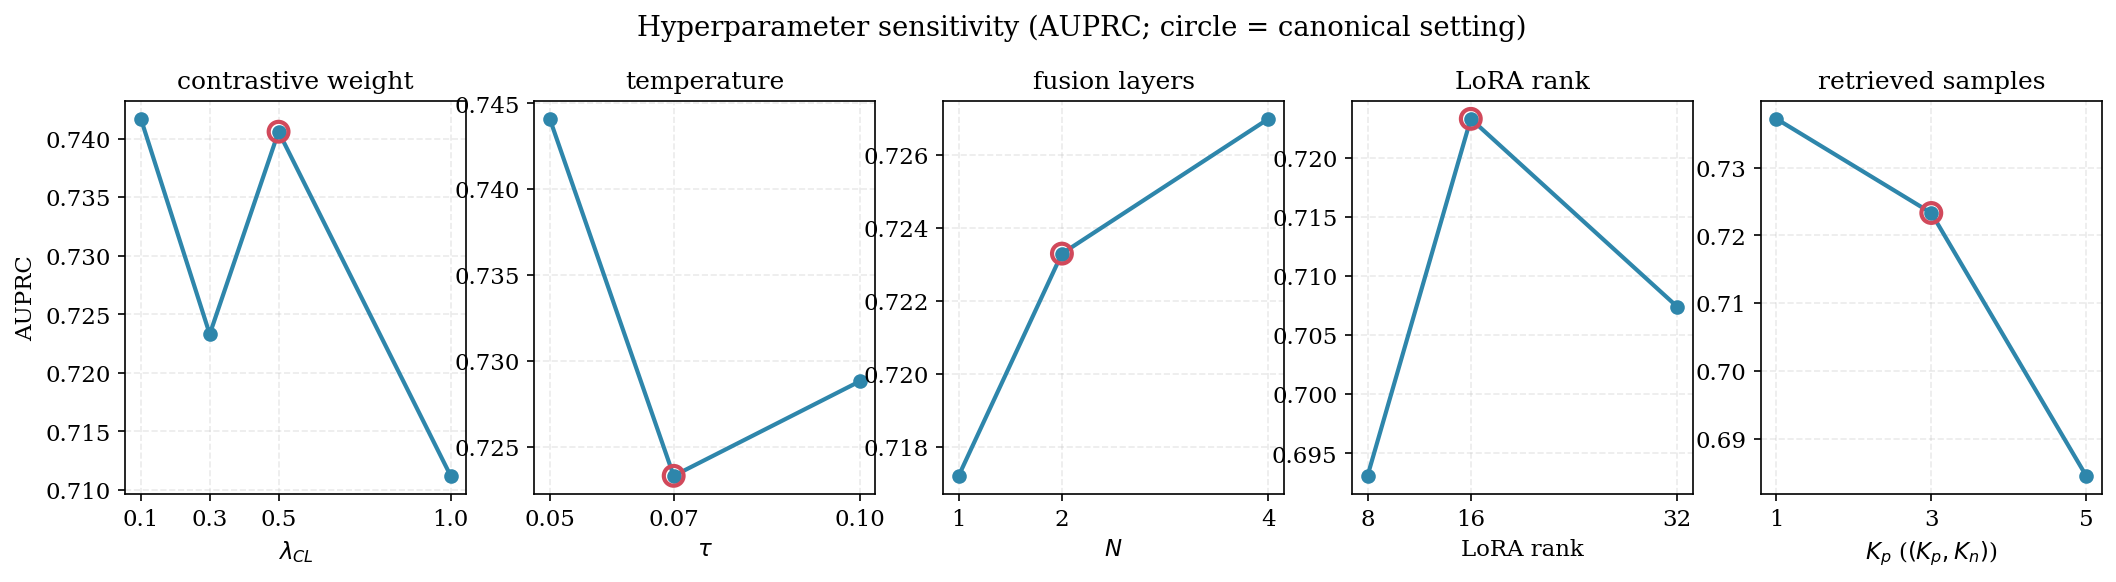 Hyperparameter sensitivity (AUPRC; circle = canonical setting)
contrastive weight
AUPRC
0.740
0.735
0.730
0.725
0.720
0.715
0.710
0.1 0.3 0.5 1.0
λ_CL
temperature
0.745
0.740
0.735
0.730
0.725
0.05 0.07 0.10
τ
fusion layers
0.726
0.724
0.722
0.720
0.718
1 2 4
N
LoRA rank
0.720
0.715
0.710
0.705
0.700
0.695
8 16 32
LoRA rank
retrieved samples
0.73
0.72
0.71
0.70
0.69
1 3 5
K_p ((K_p, K_n))